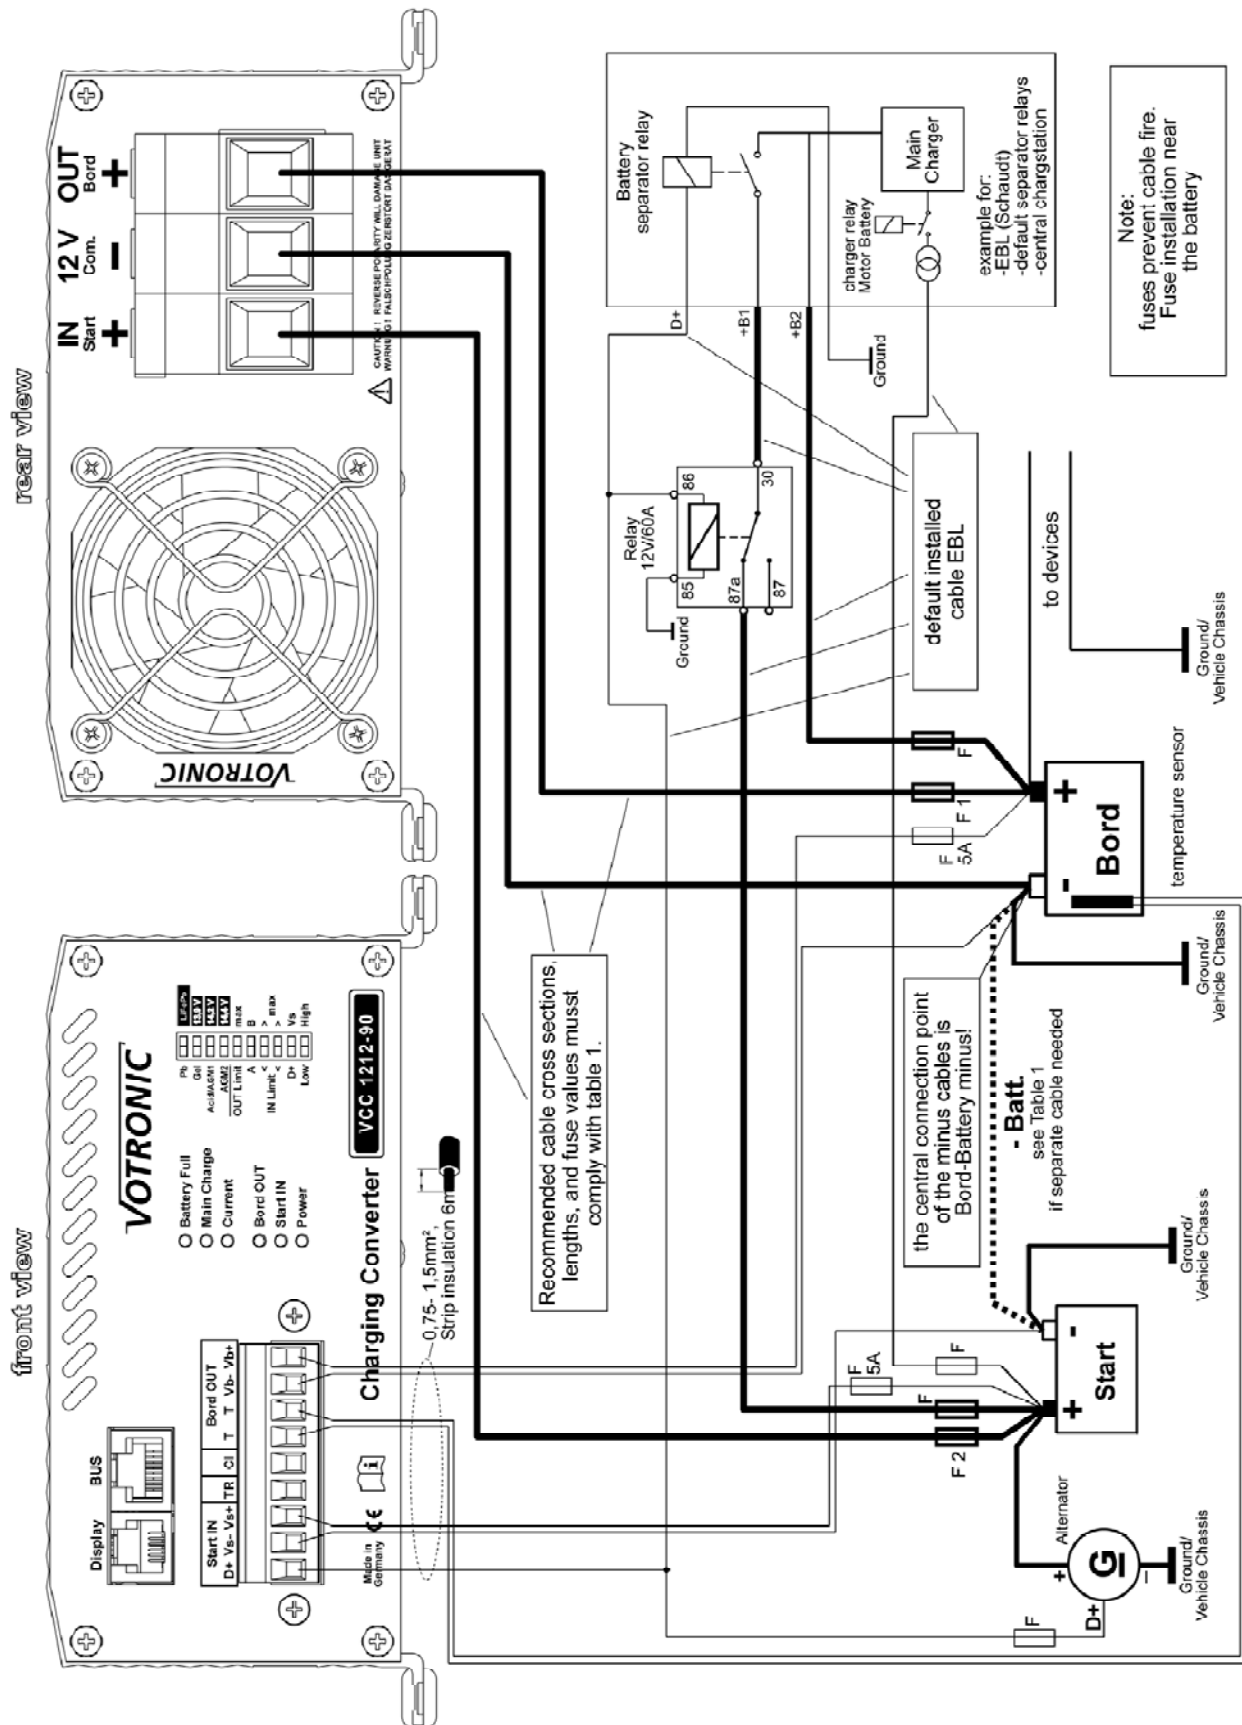 front view
Display
BUS
Start IN
Bord OUT
D+ Vs- Vs+
TR
CI
T
T
Vb-
Vb+
Made in
Germany
CE
i
Charging Converter
VCC 1212-90
VOTRONIC
Battery Full
Main Charge
Current
Bord OUT
Start IN
Power
Pb
Gel
Acid/AGM1
AGM2
OUT Limit
A
IN Limit <
<
D+
Low
LiFePo
max
B
> max
>
Vs
High
0,75- 1,5mm²,
Strip insulation 6m
rear view
VOTRONIC
IN
Start
+
12 V
Com.
-
OUT
Bord
+
CAUTION ! REVERSE POLARITY WILL DAMAGE UNIT
WARNUNG ! FALSCHPOLUNG ZERSTÖRT DAS GERÄT
Recommended cable cross sections,
lengths, and fuse values musst
comply with table 1.
Battery
separator relay
D+
+B1
+B2
Ground
charger relay
Motor Battery
Main
Charger
example for:
-EBL (Schaudt)
-default separator relays
-central chargstation
Relay
12V/60A
86
85
30
87a
87
Ground
default installed
cable EBL
Note:
fuses prevent cable fire.
Fuse installation near
the battery
to devices
Ground/
Vehicle Chassis
F
F 1
F
5A
+
-
Bord
temperature sensor
Ground/
Vehicle Chassis
the central connection point
of the minus cables is
Bord-Battery minus!
- Batt.
see Table 1
if separate cable needed
Ground/
Vehicle Chassis
F
5A
F
F
F 2
+
-
Start
Alternator
+
G
-
D+
F
Ground/
Vehicle Chassis